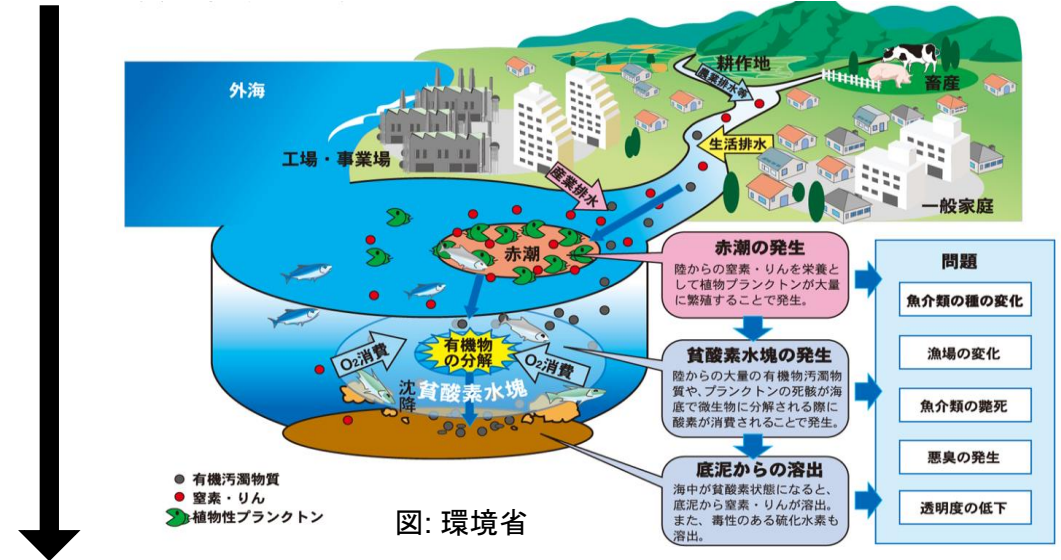 外海
耕作地
農業排水等
畜産
生活排水
工場・事業場
産業排水
一般家庭
赤潮
赤潮の発生
陸からの窒素・りんを栄養と
して植物プランクトンが大量
に繁殖することで発生。
O2消費
有機物
の分解
O2消費
沈降
貧酸素水塊
貧酸素水塊の発生
陸からの大量の有機物汚濁物
質や、プランクトンの死骸が海
底で微生物に分解される際に
酸素が消費されることで発生。
底泥からの溶出
海中が貧酸素状態になると、
底泥から窒素・りんが溶出。
また、毒性のある硫化水素も
溶出。
問題
魚介類の種の変化
漁場の変化
魚介類の斃死
悪臭の発生
透明度の低下
有機汚濁物質
窒素・りん
植物性プランクトン
図: 環境省